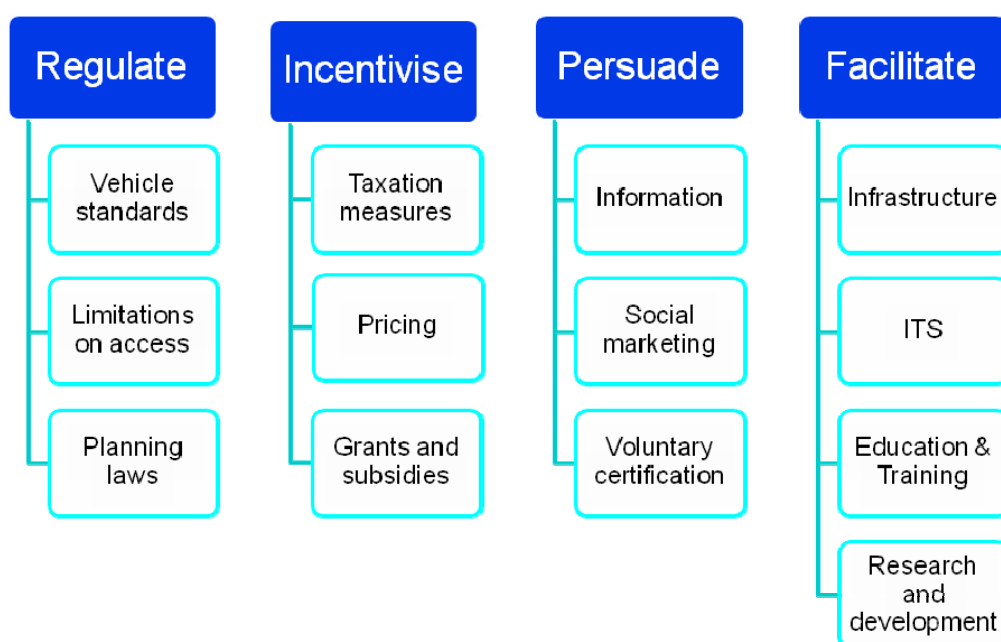 Regulate
Vehicle
standards
Limitations
on access
Planning
laws
Incentivise
Taxation
measures
Pricing
Grants and
subsidies
Persuade
Information
Social
marketing
Voluntary
certification
Facilitate
Infrastructure
ITS
Education &
Training
Research
and
development